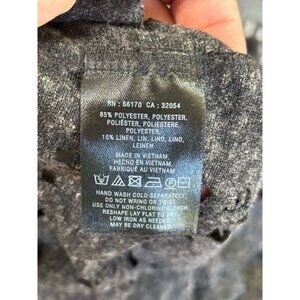 RN : 66170 CA : 32054
85% POLYESTER, POLYESTER,
POLIÉSTER, POLIESTERE
POLYESTER,
15% LINEN, LIN, LINO, LINO,
LEINEN
MADE IN VIETNAM
HECHO EN VIETNAM
FABRIQUÉ AU VIETNAM
HAND WASH COLD SEPARATELY
DO NOT WRING OR TWIST
USE ONLY NON-CHLORINE BLEACH
RESHAPE LAY FLAT TO DRY
LOW IRON AS NEEDED
MAY BE DRY CLEANED